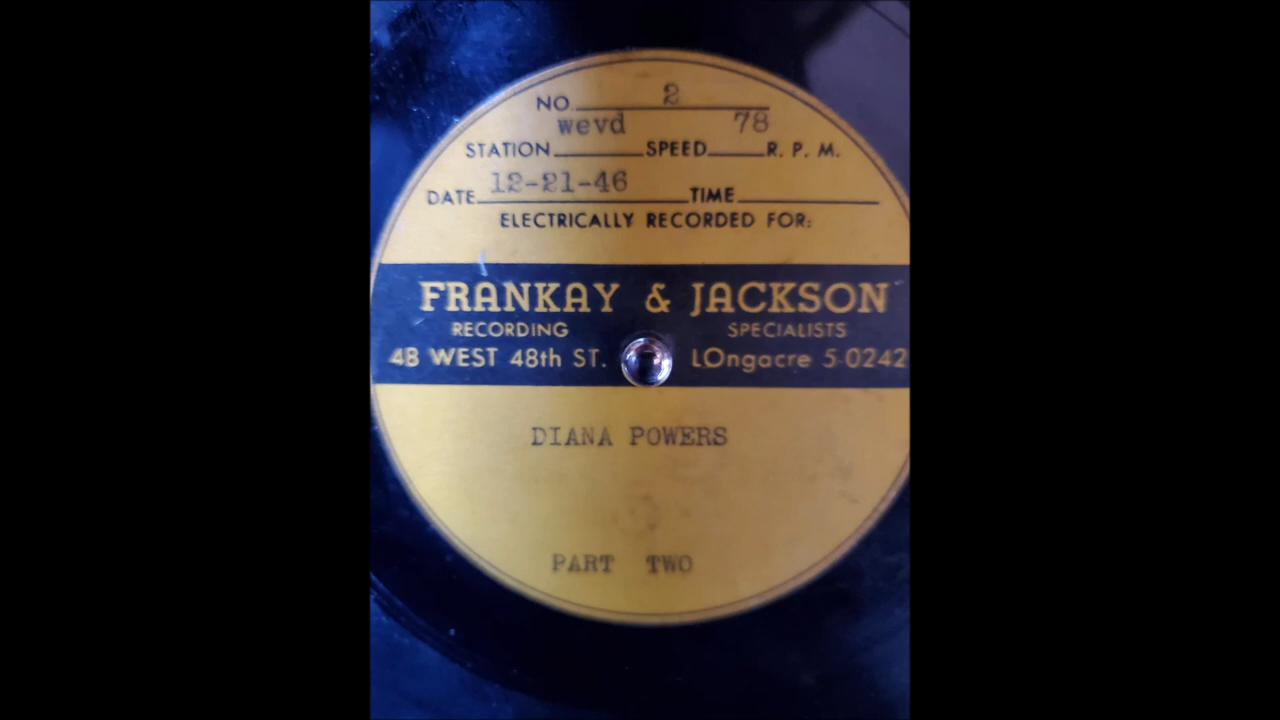 NO. 2
wevd 78
STATION SPEED R. P. M.
12-21-46
DATE TIME
ELECTRICALLY RECORDED FOR:
FRANKAY & JACKSON
RECORDING SPECIALISTS
48 WEST 48th ST. LOngacre 5-0242
DIANA POWERS
PART TWO